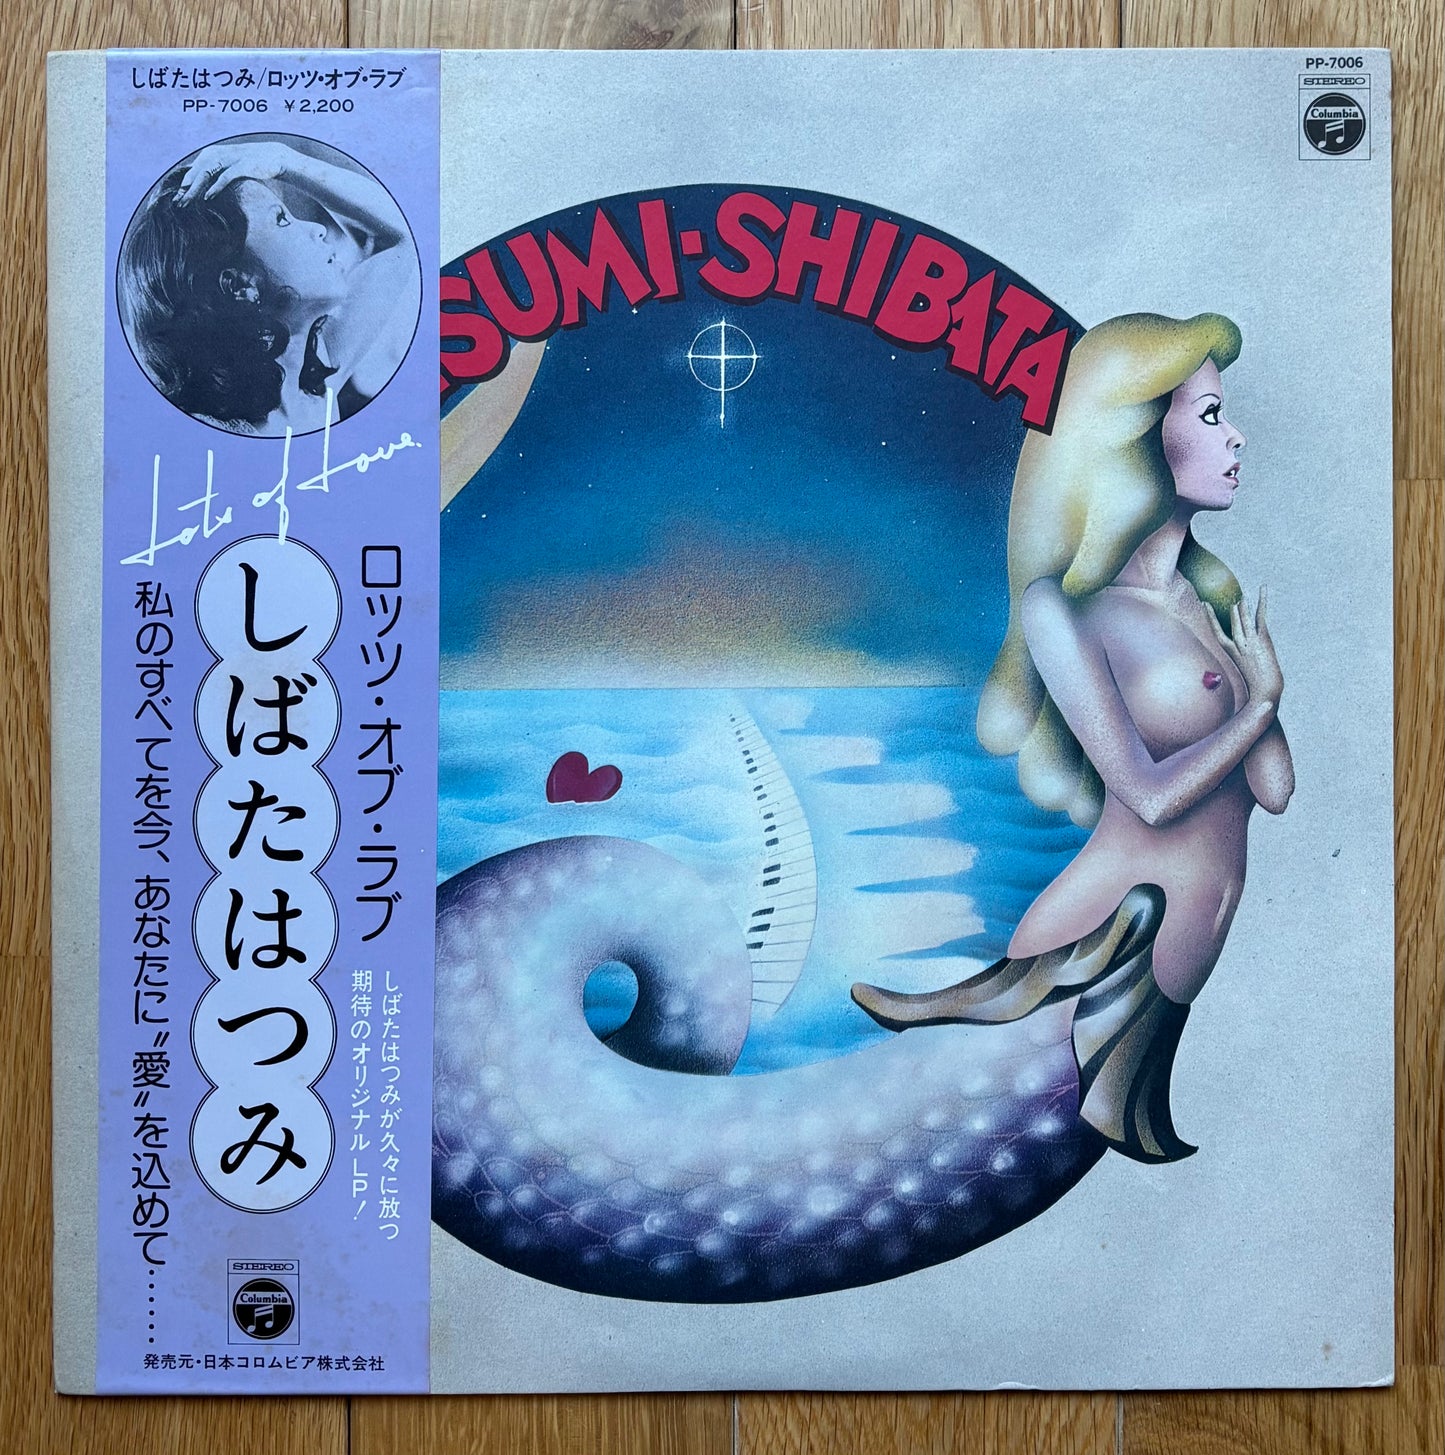 しばたはつみ/ロッツ・オブ・ラブ
PP-7006 ¥2,200
Lots of Love.
ロッツ・オブ・ラブ
しばたはつみ
私のすべてを今、あなたに〝愛〟を込めて……
しばたはつみが久々に放つ
期待のオリジナルLP!
STEREO
Columbia
発売元・日本コロムビア株式会社
SUMI·SHIBATA
PP-7006
STEREO
Columbia